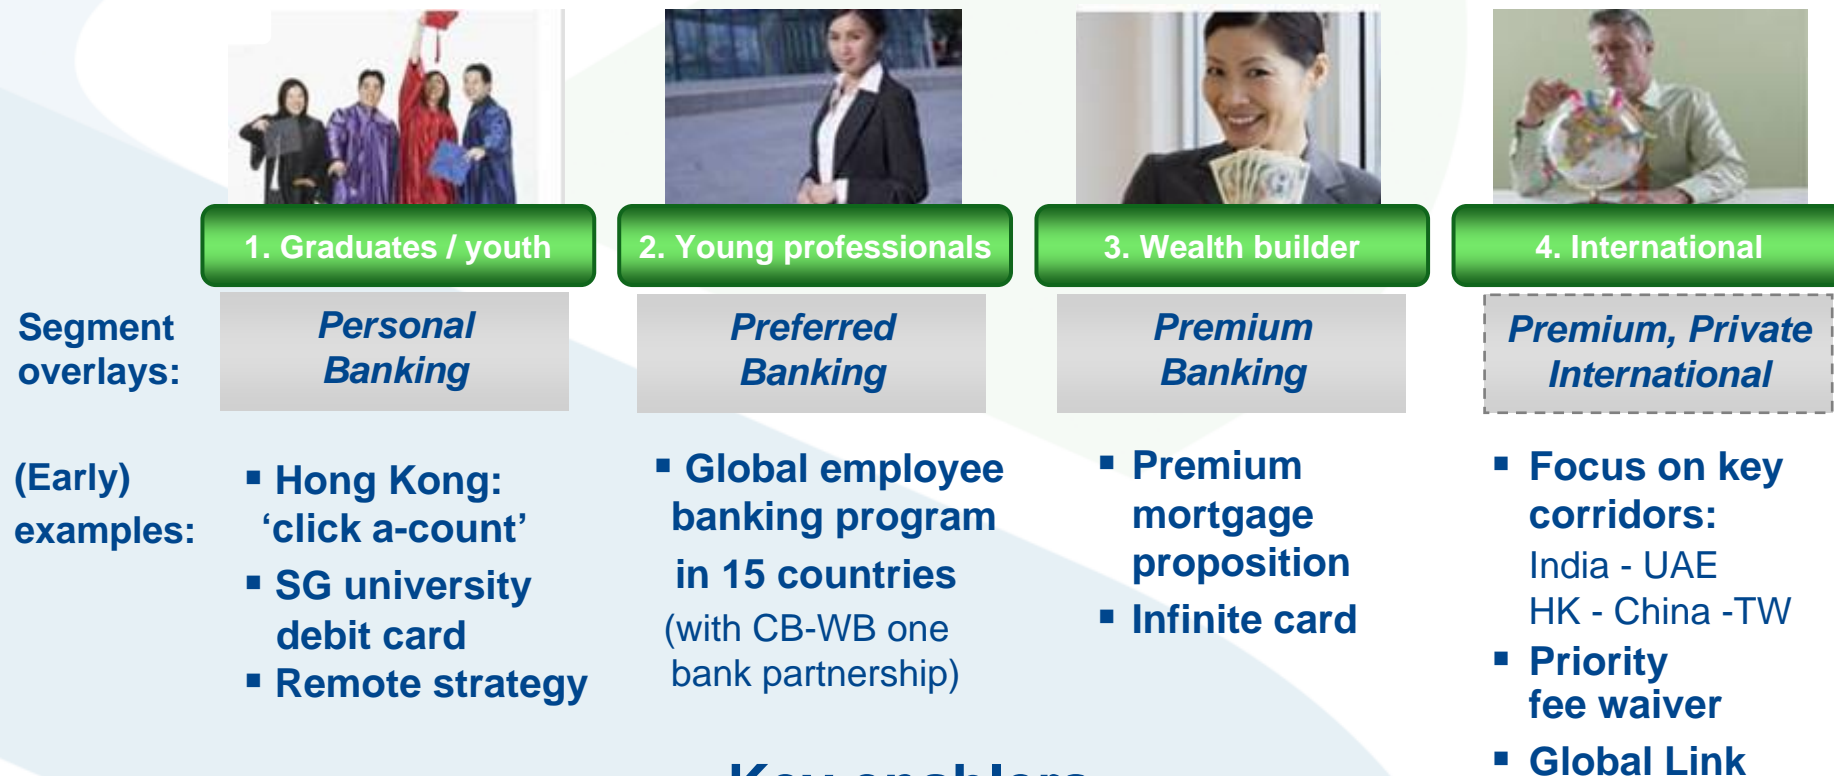 1. Graduates / youth
2. Young professionals
3. Wealth builder
4. International
Segment
overlays:
Personal
Banking
Preferred
Banking
Premium
Banking
Premium, Private
International
(Early)
examples:
▪ Hong Kong:
‘click a-count’
▪ SG university
debit card
▪ Remote strategy
▪ Global employee
banking program
in 15 countries
(with CB-WB one
bank partnership)
▪ Premium
mortgage
proposition
▪ Infinite card
▪ Focus on key
corridors:
India - UAE
HK - China -TW
▪ Priority
fee waiver
▪ Global Link
Key enablers